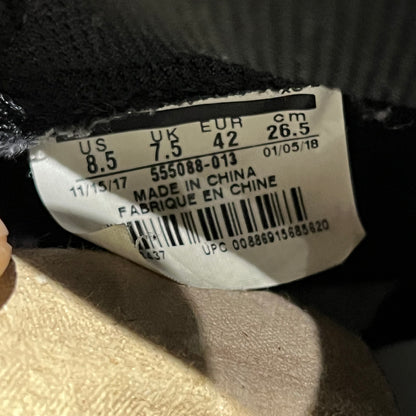 US UK EUR cm
8.5 7.5 42 26.5
11/15/17 555088-013 01/05/18
MADE IN CHINA
FABRIQUE EN CHINE
UPC 00886915685620